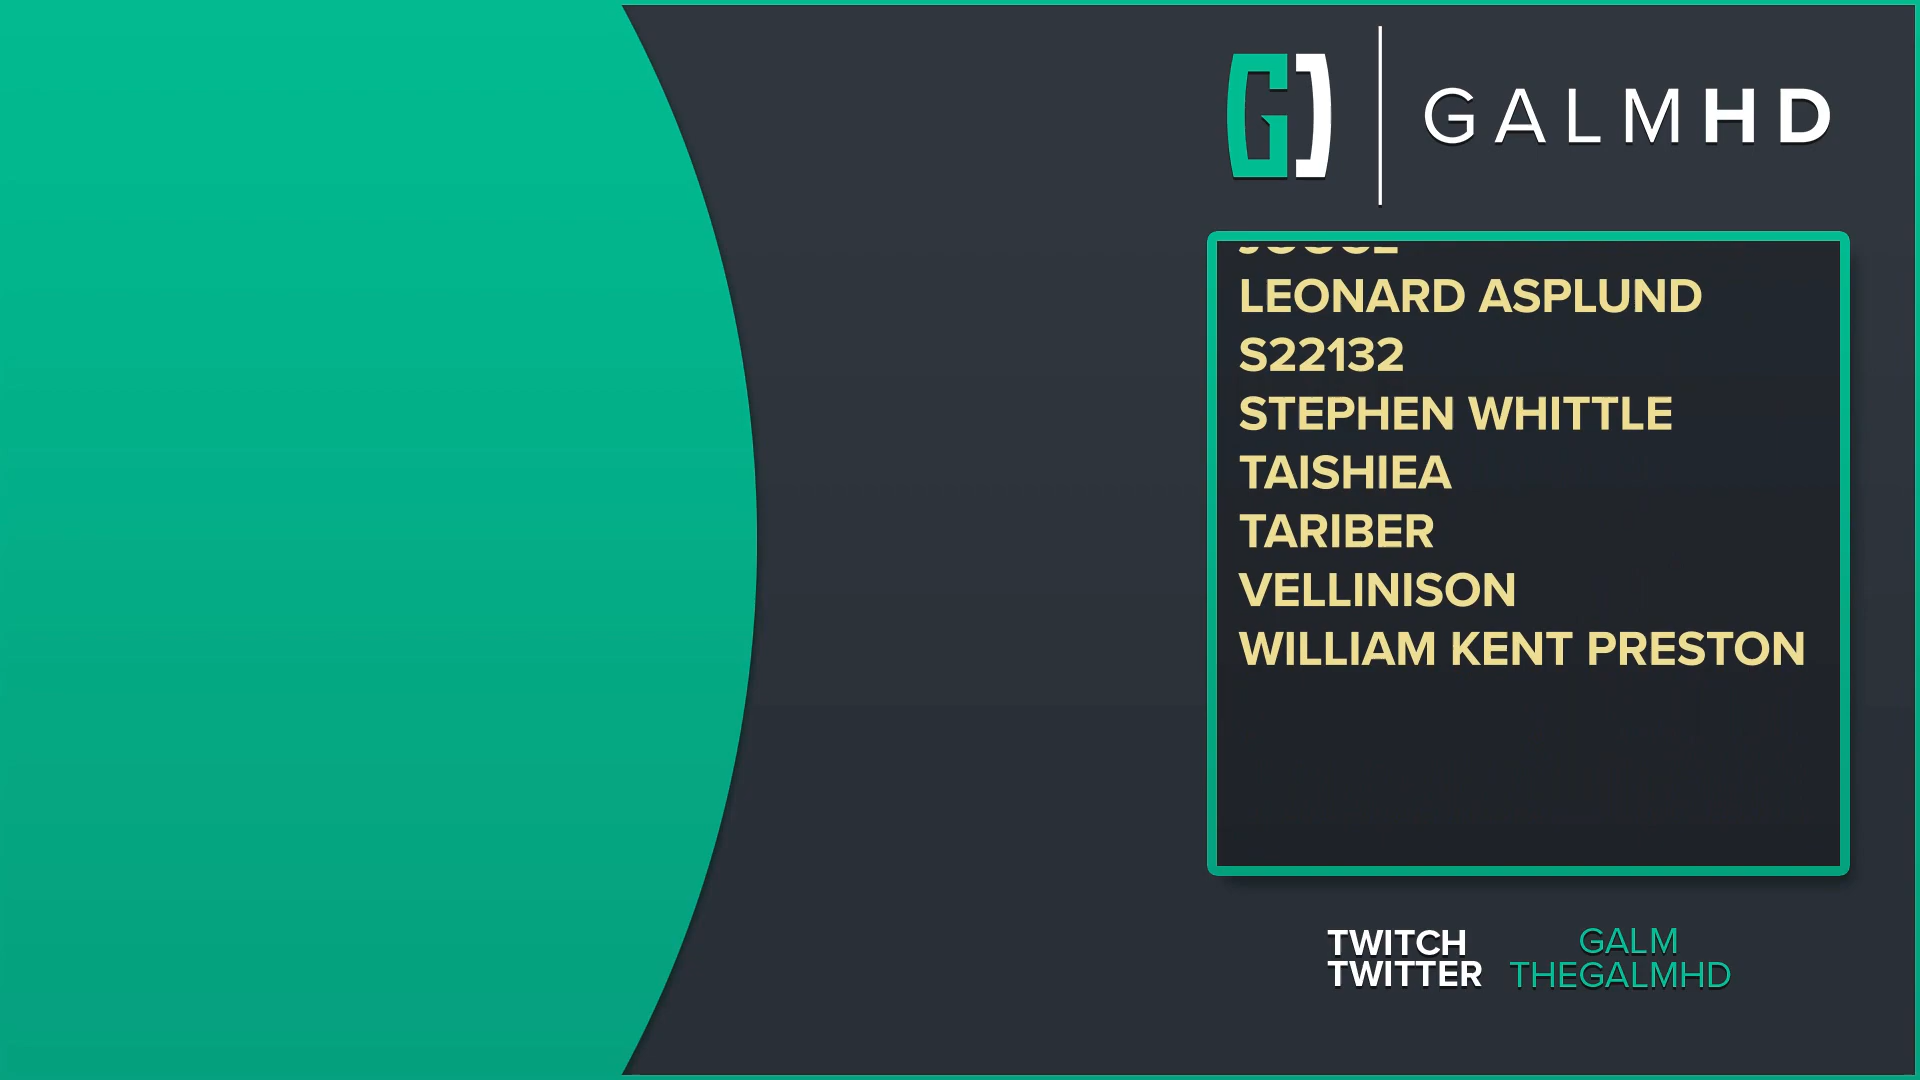 GALMHD
LEONARD ASPLUND
S22132
STEPHEN WHITTLE
TAISHIEA
TARIBER
VELLINISON
WILLIAM KENT PRESTON
TWITCH GALM
TWITTER THEGALMHD